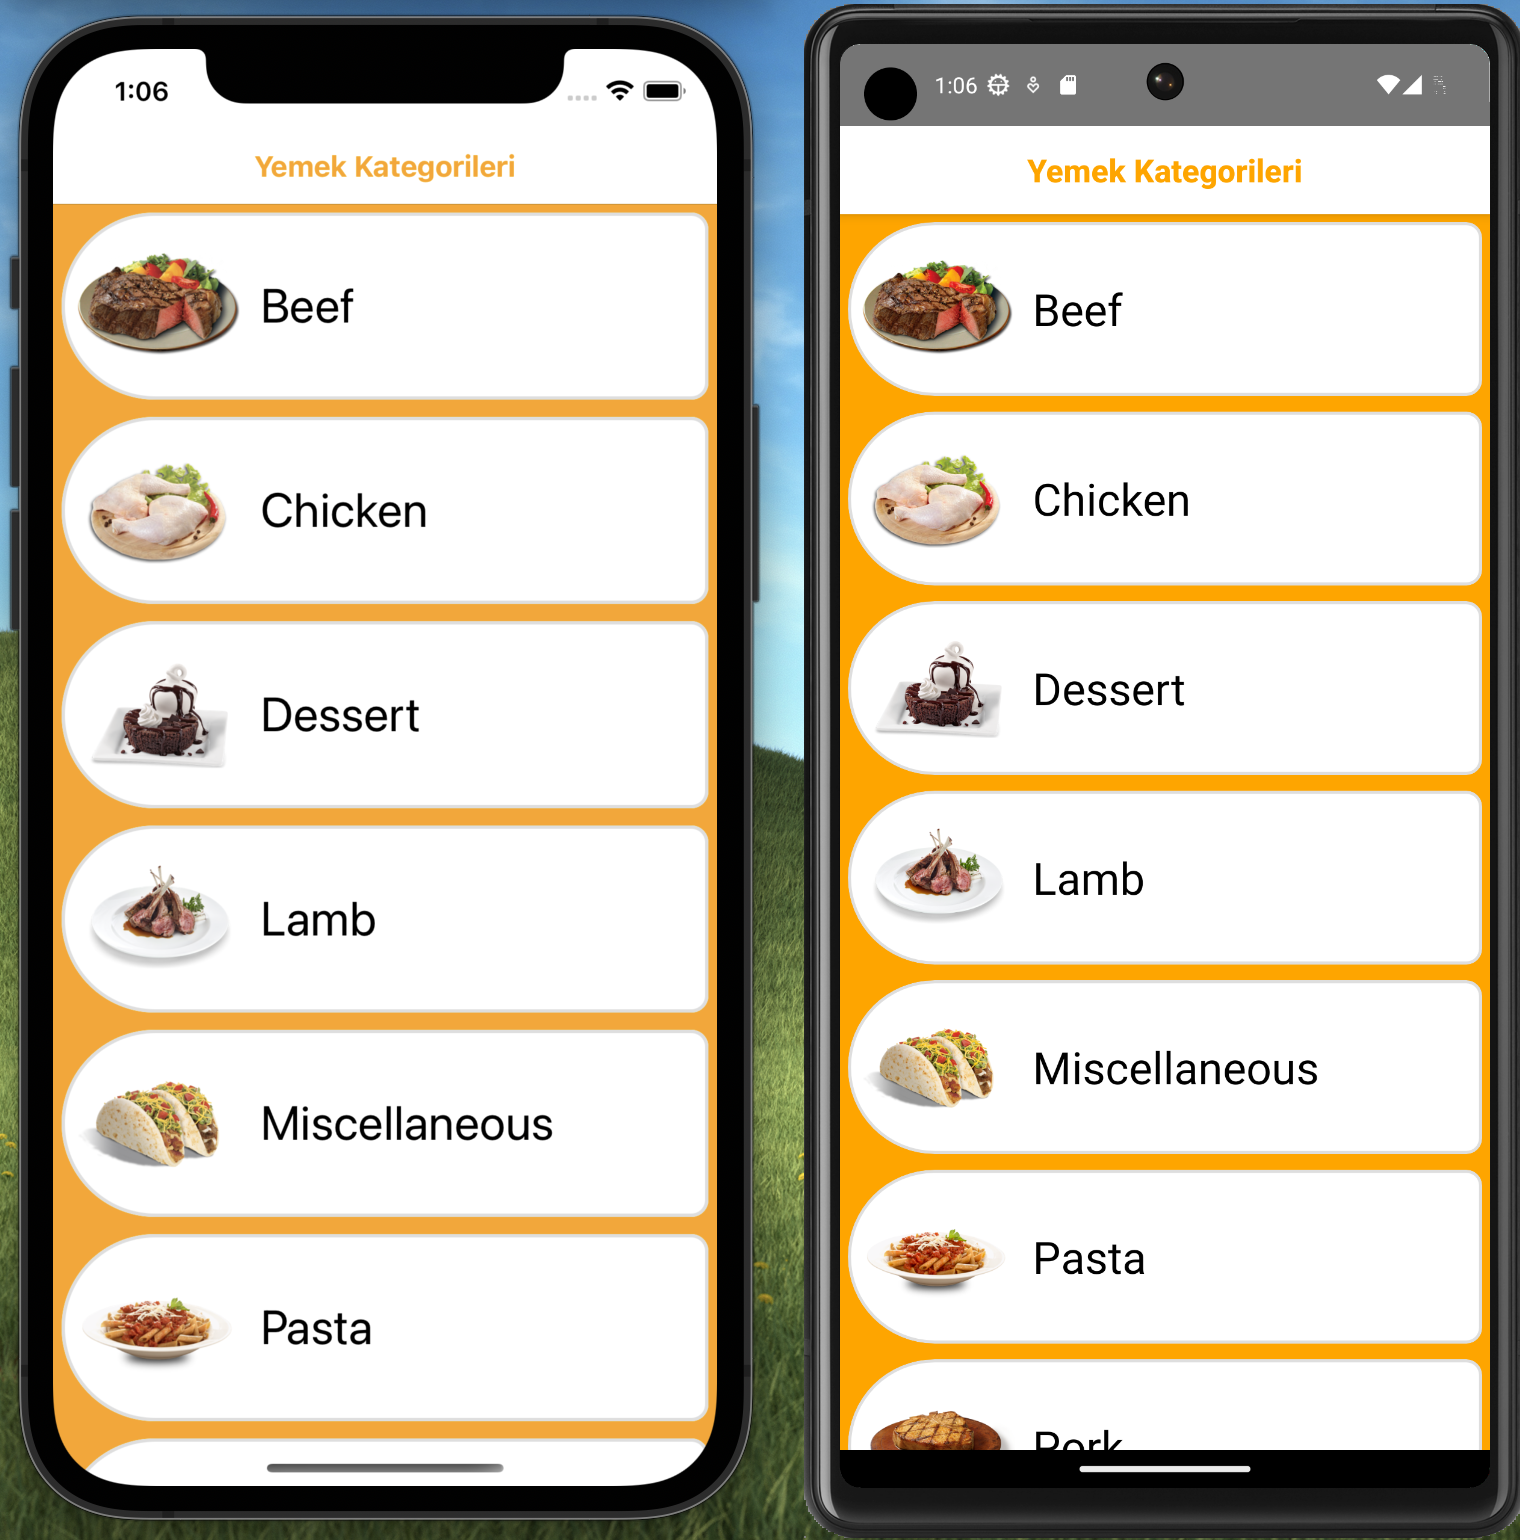 1:06
Yemek Kategorileri
Beef
Chicken
Dessert
Lamb
Miscellaneous
Pasta
1:06
Yemek Kategorileri
Beef
Chicken
Dessert
Lamb
Miscellaneous
Pasta
Pork